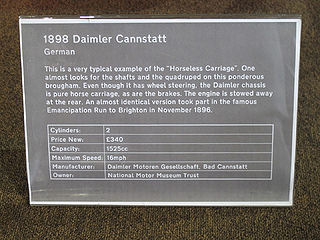 1898 Daimler Cannstatt
German
This is a very typical example of the "Horseless Carriage". One
almost looks for the shafts and the quadruped on this ponderous
brougham. Even though it has wheel steering, the Daimler chassis
is pure horse carriage, as are the brakes. The engine is stowed away
at the rear. An almost identical version took part in the famous
Emancipation Run to Brighton in November 1896.
Cylinders: 2
Price New: £340
Capacity: 1525cc
Maximum Speed: 16mph
Manufacturer: Daimler Motoren Gesellschaft, Bad Cannstatt
Owner: National Motor Museum Trust